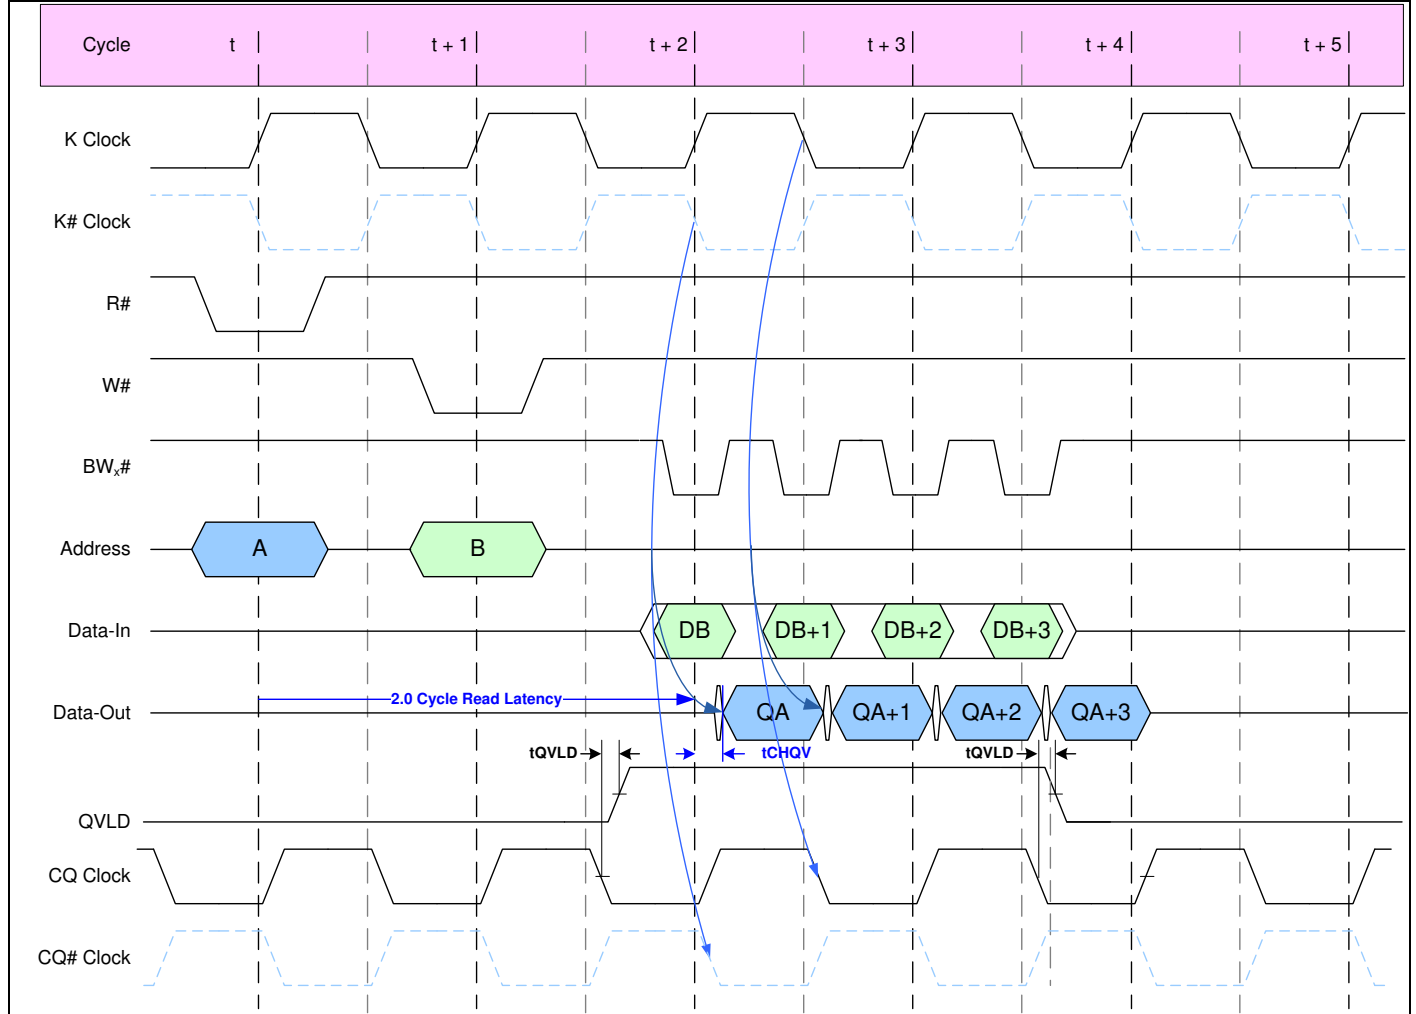 Cycle t t + 1 t + 2 t + 3 t + 4 t + 5
K Clock
K# Clock
R#
W#
BWx#
Address A B
Data-In DB DB+1 DB+2 DB+3
2.0 Cycle Read Latency
Data-Out QA QA+1 QA+2 QA+3
tQVLD tCHQV tQVLD
QVLD
CQ Clock
CQ# Clock